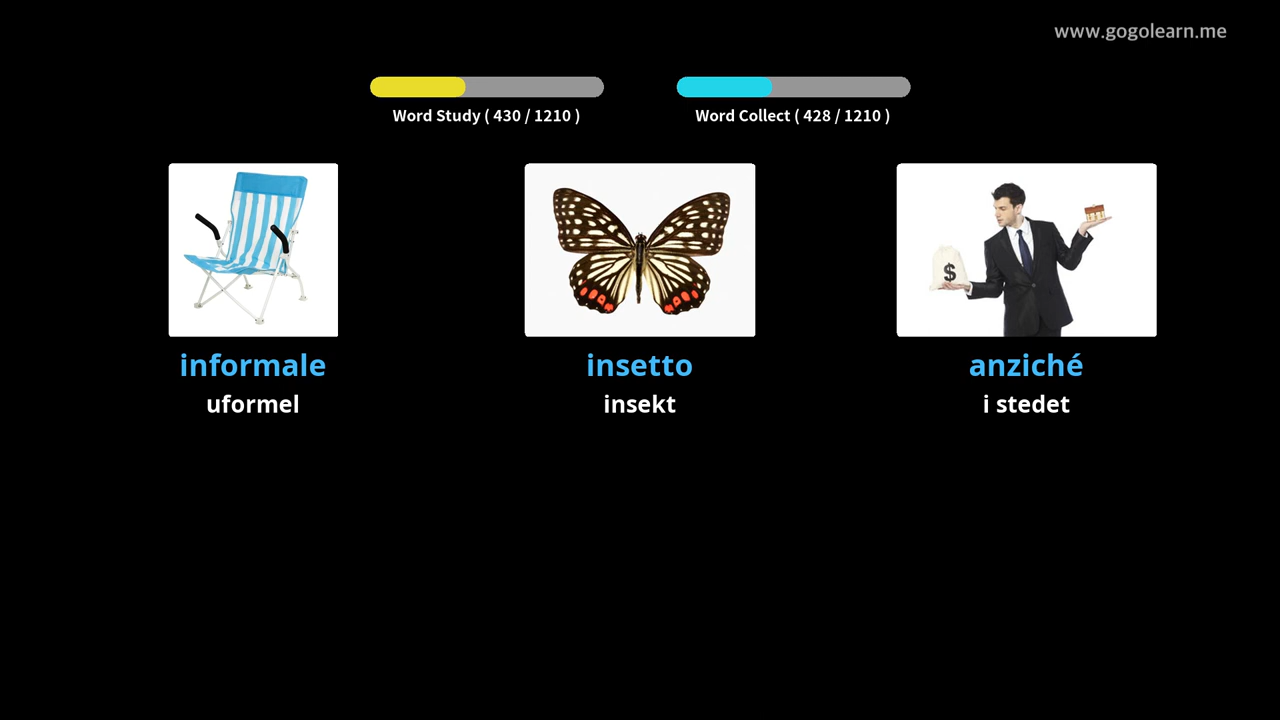 www.gogolearn.me
Word Study ( 430 / 1210 )
Word Collect ( 428 / 1210 )
$
informale
uformel
insetto
insekt
anziché
i stedet